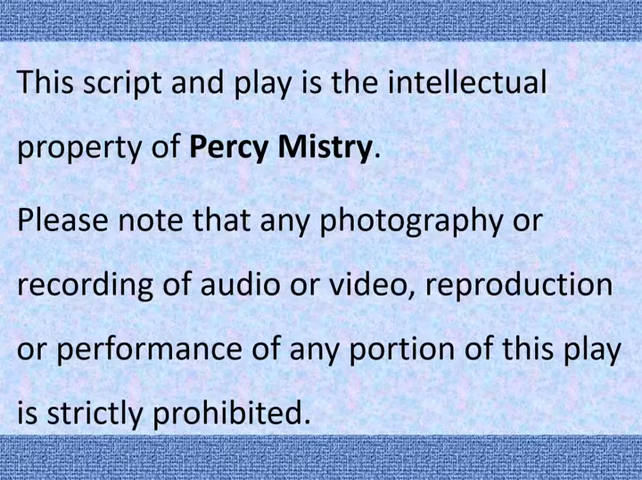 This script and play is the intellectual
property of Percy Mistry.
Please note that any photography or
recording of audio or video, reproduction
or performance of any portion of this play
is strictly prohibited.